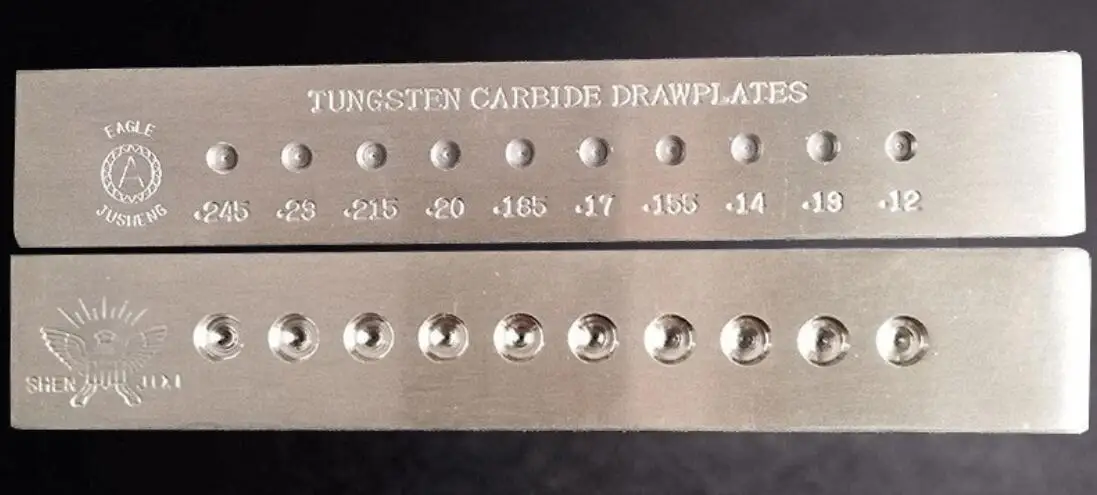 TUNGSTEN CARBIDE DRAWPLATES
EAGLE
A
JUSHENG
.245 .23 .215 .20 .185 .17 .155 .14 .13 .12
SHEN JIXI